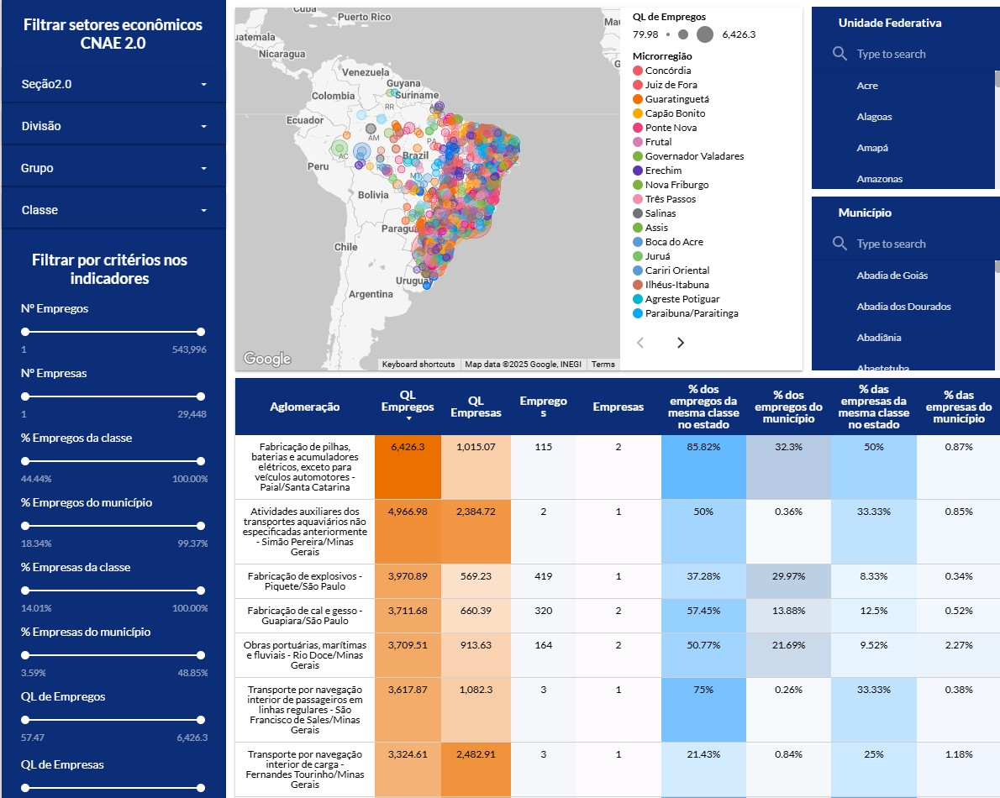 Filtrar setores econômicos
CNAE 2.0
Seção2.0
Divisão
Grupo
Classe
Filtrar por critérios nos
indicadores
Nº Empregos
1 543,996
Nº Empresas
1 29,448
% Empregos da classe
44.44% 100.00%
% Empregos do município
18.34% 99.37%
% Empresas da classe
14.01% 100.00%
% Empresas do município
3.59% 48.85%
QL de Empregos
57.47 6,426.3
QL de Empresas
Cuba
Puerto Rico
uatemala
Nicaragua
Venezuela
Guyana
Suriname
Colombia
RR
Ecuador
AM
PA
AC
Brazil
MT
Peru
Bolivia
Paragua
Chile
Uruguay
Argentina
Mau
G
Google
Keyboard shortcuts
Map data ©2025 Google, INEGI
Terms
QL de Empregos
79.98 6,426.3
Microrregião
Concórdia
Juiz de Fora
Guaratinguetá
Capão Bonito
Ponte Nova
Frutal
Governador Valadares
Erechim
Nova Friburgo
Três Passos
Salinas
Assis
Boca do Acre
Juruá
Cariri Oriental
Ilhéus-Itabuna
Agreste Potiguar
Paraibuna/Paraitinga
Unidade Federativa
Type to search
Acre
Alagoas
Amapá
Amazonas
Município
Type to search
Abadia de Goiás
Abadia dos Dourados
Abadiânia
Abaetetuba
Aglomeração
QL
Empregos
QL
Empresas
Emprego
s
Empresas
% dos
empregos da
mesma classe
no estado
% dos
empregos do
município
% das
empresas da
mesma classe
no estado
% das
empresas do
município
Fabricação de pilhas,
baterias e acumuladores
elétricos, exceto para
veículos automotores -
Paial/Santa Catarina
6,426.3 1,015.07 115 2 85.82% 32.3% 50% 0.87%
Atividades auxiliares dos
transportes aquaviários não
especificadas anteriormente
- Simão Pereira/Minas
Gerais
4,966.98 2,384.72 2 1 50% 0.36% 33.33% 0.85%
Fabricação de explosivos -
Piquete/São Paulo
3,970.89 569.23 419 1 37.28% 29.97% 8.33% 0.34%
Fabricação de cal e gesso -
Guapiara/São Paulo
3,711.68 660.39 320 2 57.45% 13.88% 12.5% 0.52%
Obras portuárias, marítimas
e fluviais - Rio Doce/Minas
Gerais
3,709.51 913.63 164 2 50.77% 21.69% 9.52% 2.27%
Transporte por navegação
interior de passageiros em
linhas regulares - São
Francisco de Sales/Minas
Gerais
3,617.87 1,082.3 3 1 75% 0.26% 33.33% 0.38%
Transporte por navegação
interior de carga -
Fernandes Tourinho/Minas
Gerais
3,324.61 2,482.91 3 1 21.43% 0.84% 25% 1.18%